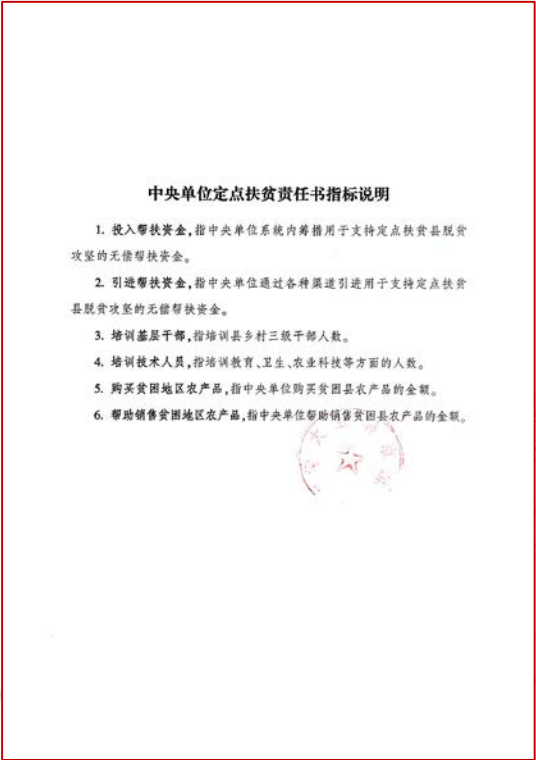 中央单位定点扶贫责任书指标说明
1. 投入帮扶资金,指中央单位系统内筹措用于支持定点扶贫县脱贫
攻坚的无偿帮扶资金。
2. 引进帮扶资金,指中央单位通过各种渠道引进用于支持定点扶贫
县脱贫攻坚的无偿帮扶资金。
3. 培训基层干部,指培训县乡村三级干部人数。
4. 培训技术人员,指培训教育、卫生、农业科技等方面的人数。
5. 购买贫困地区农产品,指中央单位购买贫困县农产品的金额。
6. 帮助销售贫困地区农产品,指中央单位帮助销售贫困县农产品的金额。